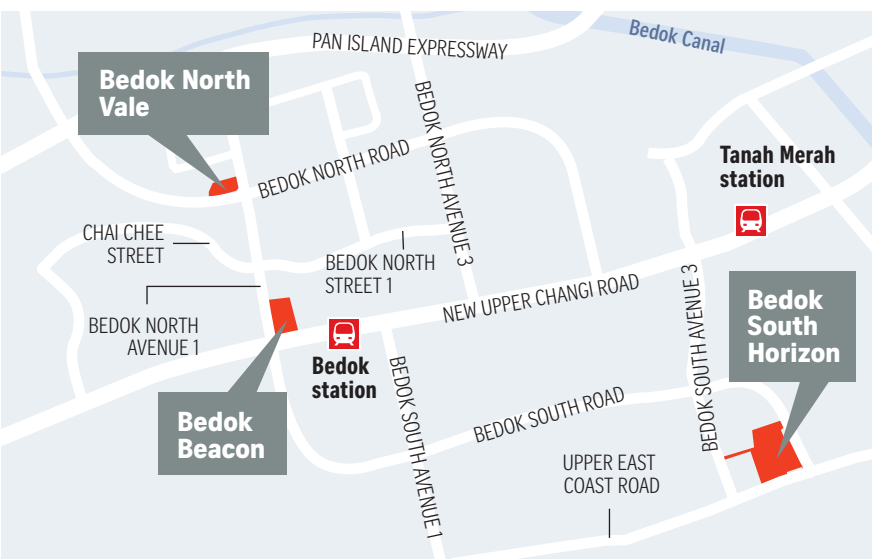 PAN ISLAND EXPRESSWAY
Bedok Canal
Bedok North
Vale
BEDOK NORTH AVENUE 3
BEDOK NORTH ROAD
Tanah Merah
station
CHAI CHEE
STREET
BEDOK NORTH
STREET 1
NEW UPPER CHANGI ROAD
BEDOK SOUTH AVENUE 3
Bedok
South
Horizon
BEDOK NORTH
AVENUE 1
Bedok
station
BEDOK SOUTH AVENUE 1
Bedok
Beacon
BEDOK SOUTH ROAD
UPPER EAST
COAST ROAD